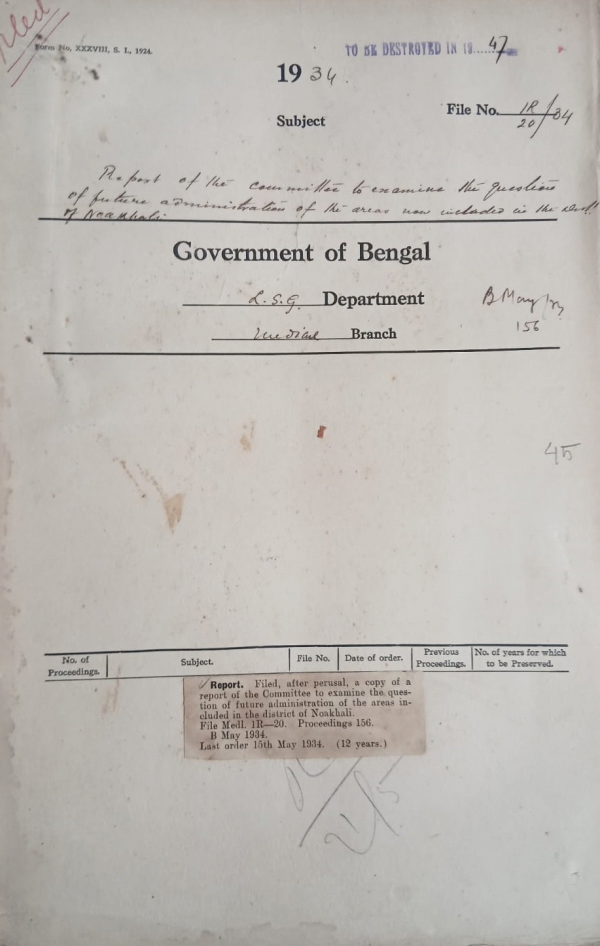 Form No, XXXVIII, S. I., 1924.
TO BE DESTROYED IN 19.....47
1934.
File No. 1R/20/34
Subject
Report of the committee to examine the question
of future administration of the areas now included in the Distt
of Noakhali.
Government of Bengal
L.S.G. Department
B May
156
Medical Branch
45
No. of Proceedings.
Subject.
File No.
Date of order.
Previous Proceedings.
No. of years for which to be Preserved.
Report. Filed, after perusal, a copy of a
report of the Committee to examine the ques-
tion of future administration of the areas in-
cluded in the district of Noakhali.
File Medl. 1R—20. Proceedings 156.
B May 1934.
Last order 15th May 1934. (12 years.)